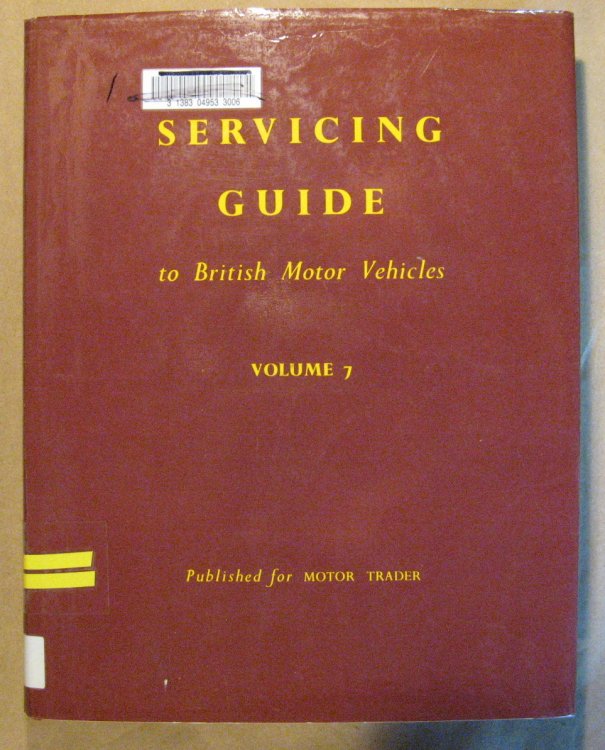 3 1383 04953 3006
SERVICING
GUIDE
to British Motor Vehicles
VOLUME 7
Published for MOTOR TRADER